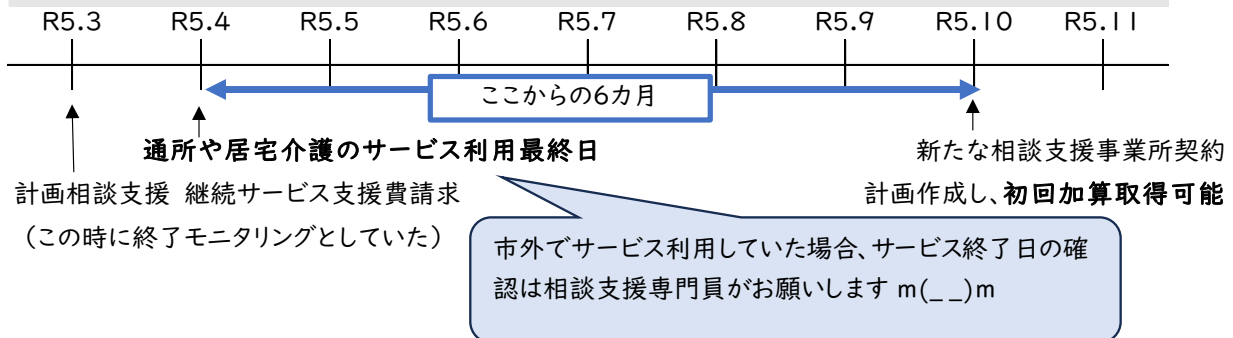 R5.3 R5.4 R5.5 R5.6 R5.7 R5.8 R5.9 R5.10 R5.11
ここからの6カ月
通所や居宅介護のサービス利用最終日
新たな相談支援事業所契約
計画相談支援 継続サービス支援費請求
計画作成し、初回加算取得可能
（この時に終了モニタリングとしていた）
市外でサービス利用していた場合、サービス終了日の確
認は相談支援専門員がお願いします m(_ _)m